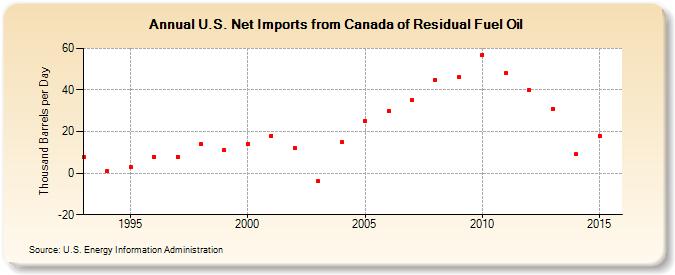 Annual U.S. Net Imports from Canada of Residual Fuel Oil
Thousand Barrels per Day
60
40
20
0
-20
1995 2000 2005 2010 2015
Source: U.S. Energy Information Administration